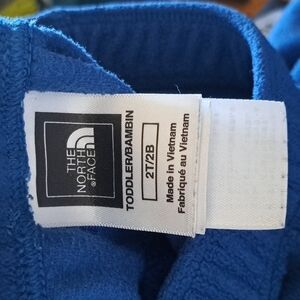 THE
NORTH
FACE®
TODDLER/BAMBIN
2T/2B
Made in Vietnam
Fabriqué au Vietnam